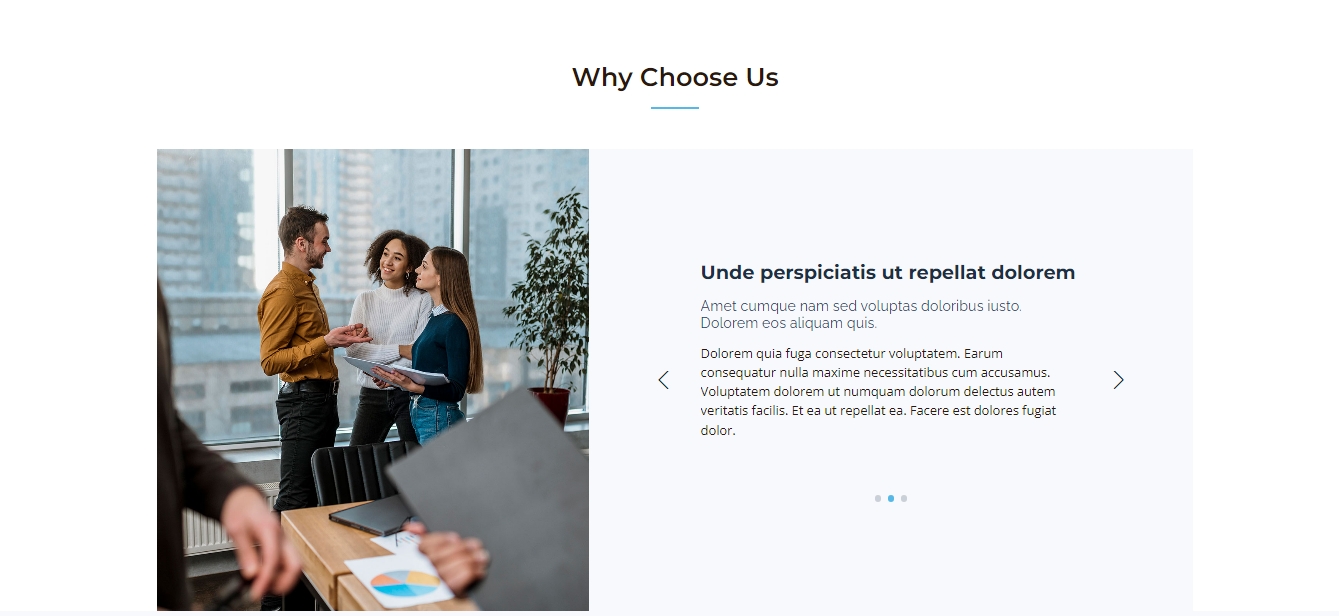 Why Choose Us
Unde perspiciatis ut repellat dolorem
Amet cumque nam sed voluptas doloribus iusto.
Dolorem eos aliquam quis.
Dolorem quia fuga consectetur voluptatem. Earum
consequatur nulla maxime necessitatibus cum accusamus.
Voluptatem dolorem ut numquam dolorum delectus autem
veritatis facilis. Et ea ut repellat ea. Facere est dolores fugiat
dolor.